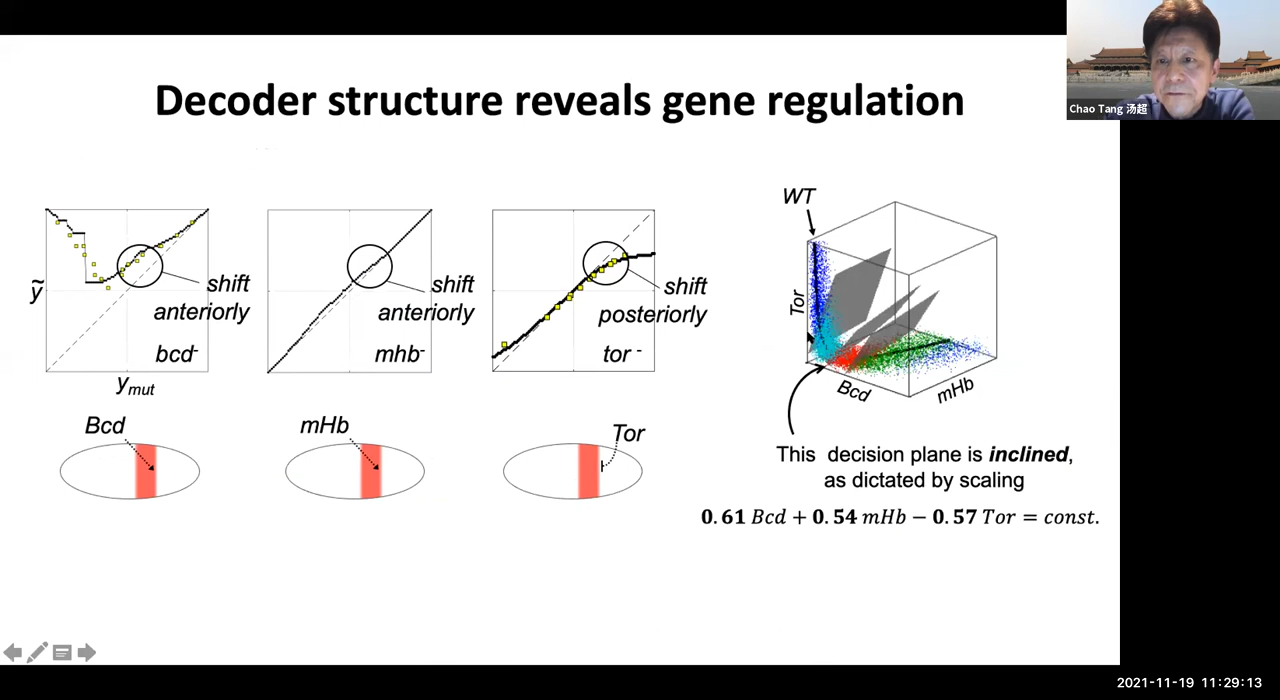 Decoder structure reveals gene regulation
Chao Tang 汤超
ỹ
shift
anteriorly
bcd-
y_mut
shift
anteriorly
mhb-
shift
posteriorly
tor -
WT
Tor
Bcd
mHb
Bcd
mHb
Tor
This decision plane is inclined,
as dictated by scaling
0.61 Bcd + 0.54 mHb − 0.57 Tor = const.
2021-11-19 11:29:13